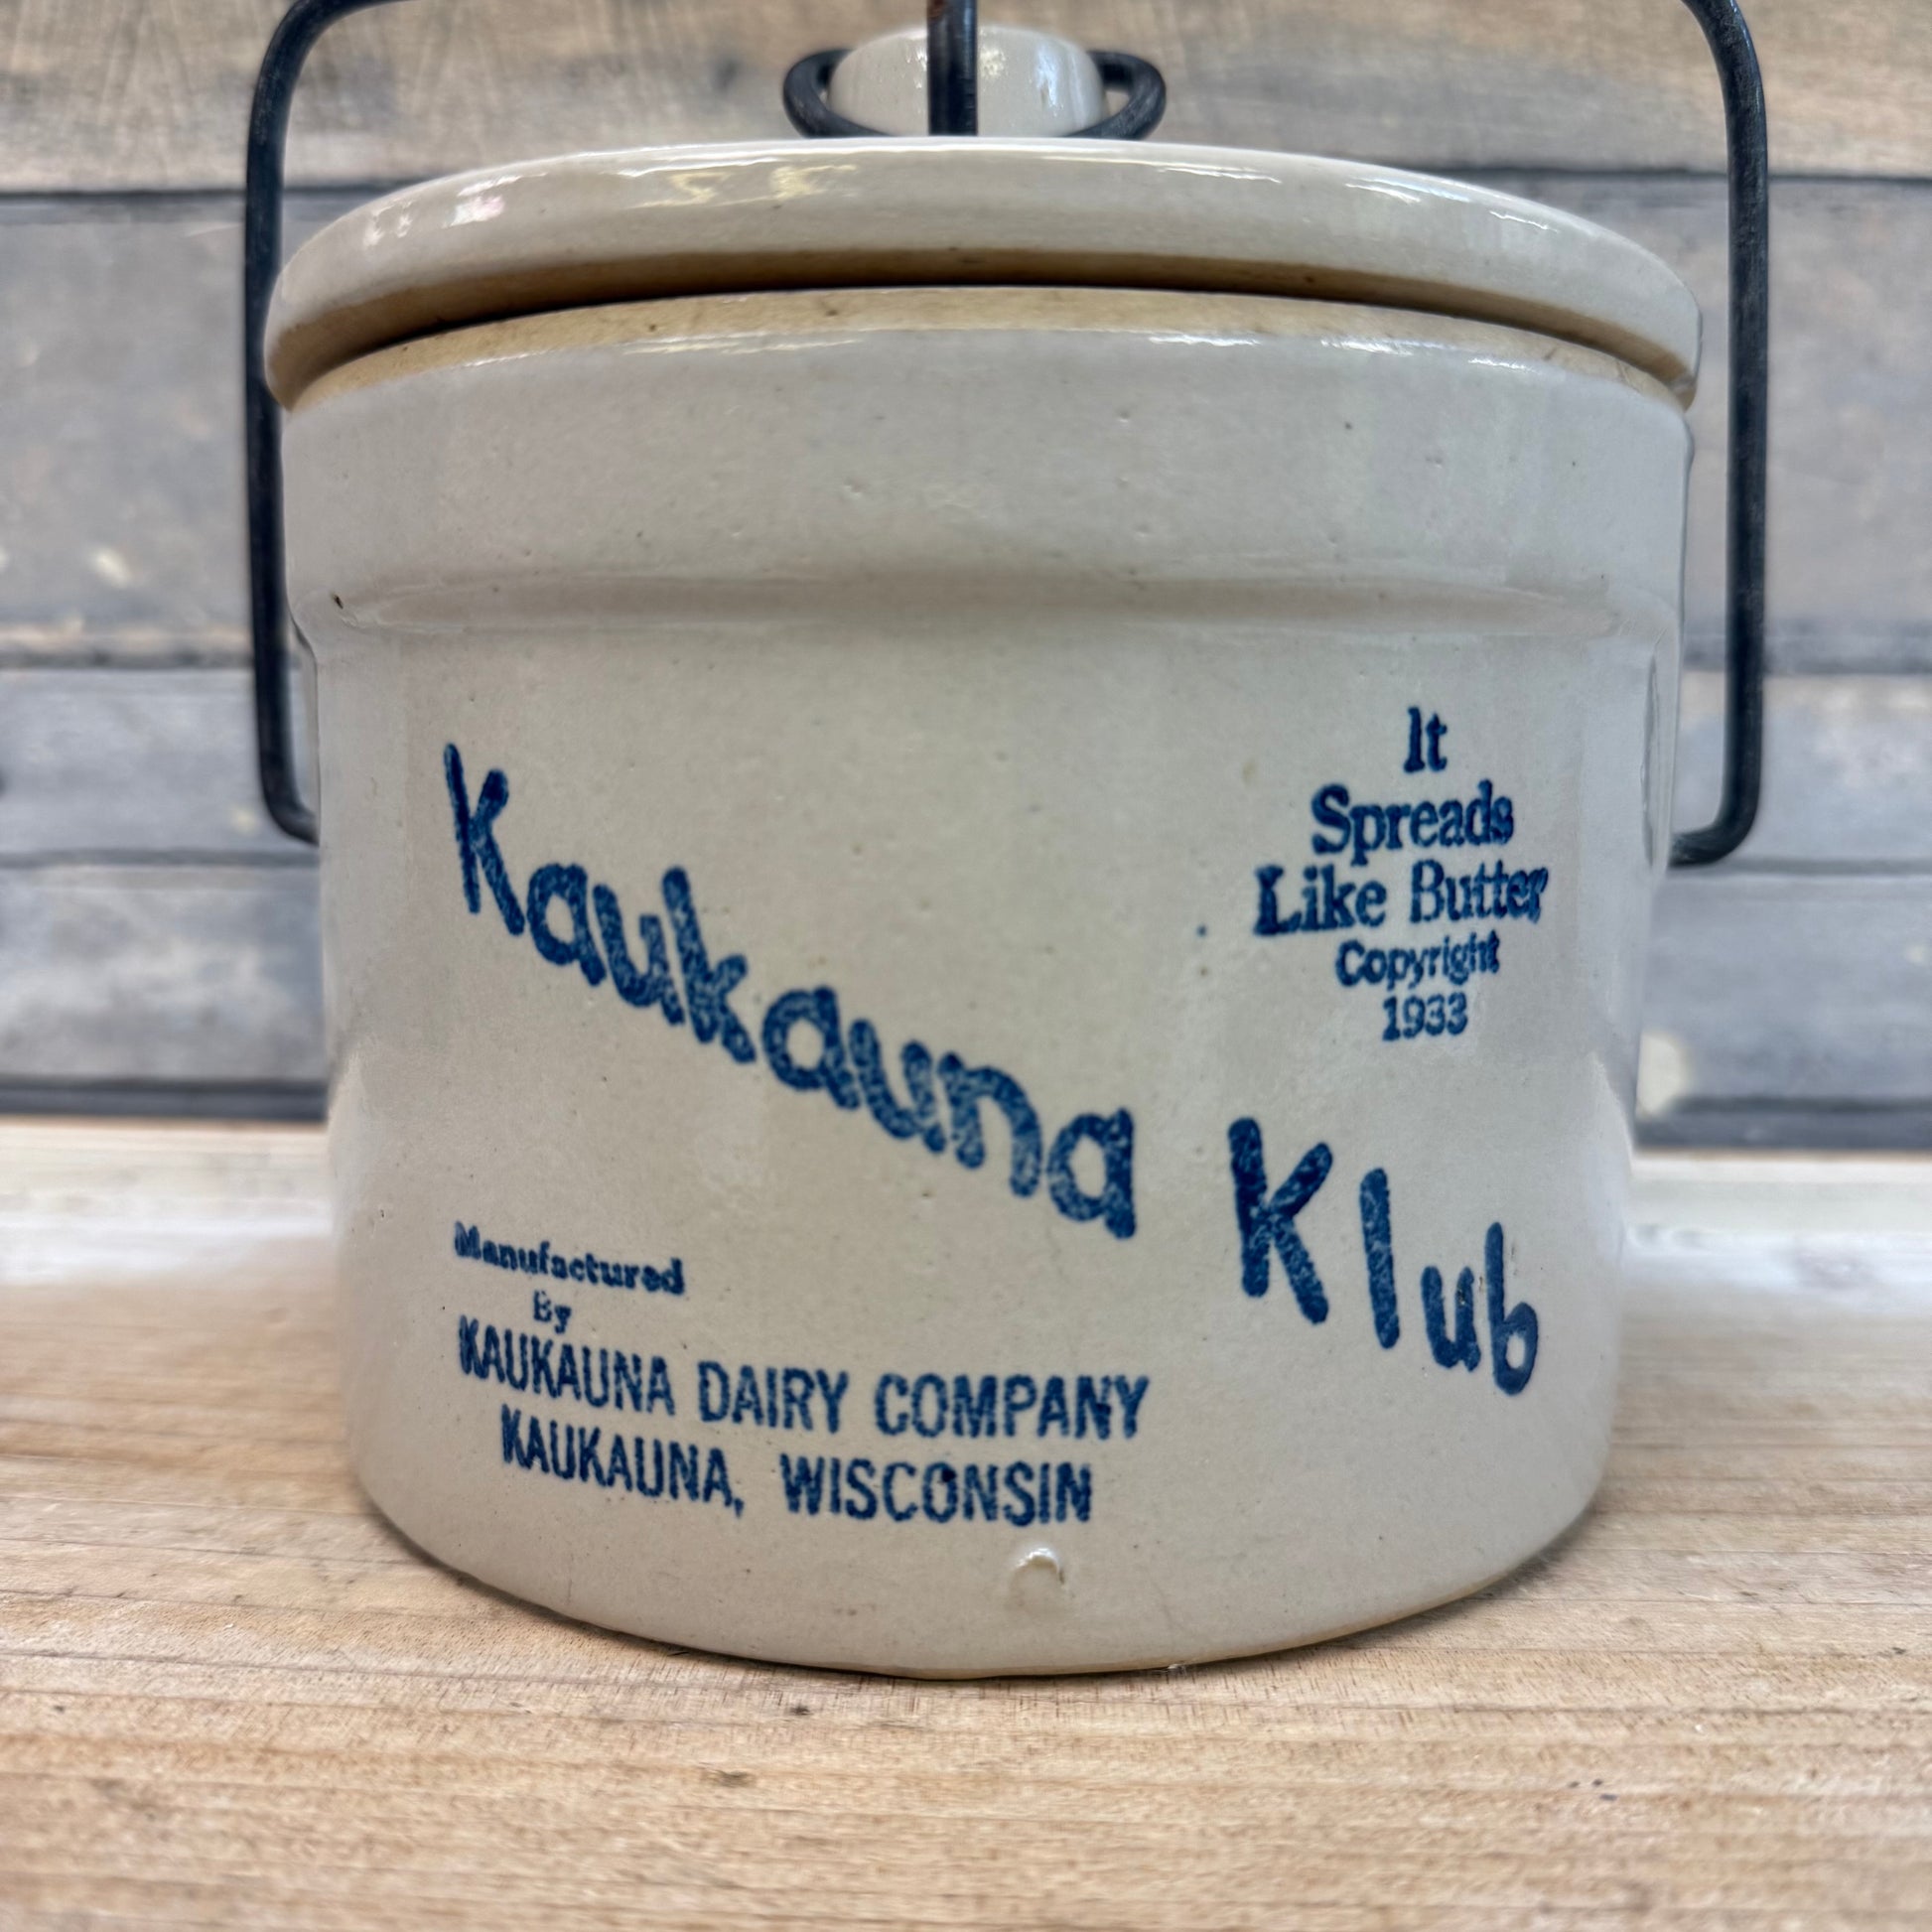 It
Spreads
Like Butter
Copyright
1933
Kaukauna Klub
Manufactured
By
KAUKAUNA DAIRY COMPANY
KAUKAUNA, WISCONSIN